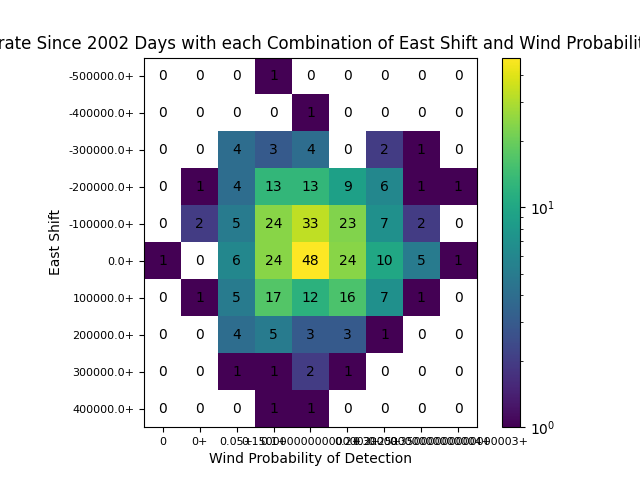 rate Since 2002 Days with each Combination of East Shift and Wind Probabilit
-500000.0+ 0 0 0 1 0 0 0 0 0
-400000.0+ 0 0 0 0 1 0 0 0 0
-300000.0+ 0 0 4 3 4 0 2 1 0
-200000.0+ 0 1 4 13 13 9 6 1 1
-100000.0+ 0 2 5 24 33 23 7 2 0
0.0+ 1 0 6 24 48 24 10 5 1
100000.0+ 0 1 5 17 12 16 7 1 0
200000.0+ 0 0 4 5 3 3 1 0 0
300000.0+ 0 0 1 1 2 1 0 0 0
400000.0+ 0 0 0 1 1 0 0 0 0
East Shift
0 0+
Wind Probability of Detection
10¹
10⁰